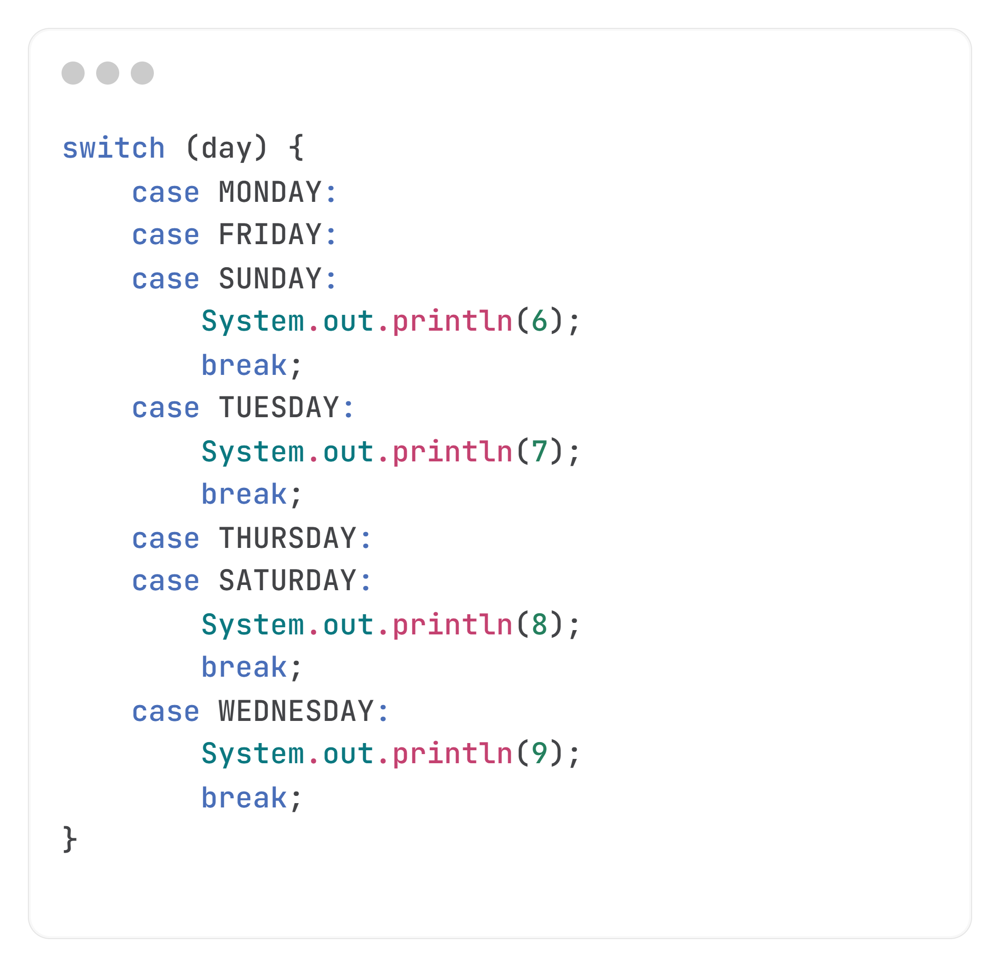 switch (day) {
    case MONDAY:
    case FRIDAY:
    case SUNDAY:
        System.out.println(6);
        break;
    case TUESDAY:
        System.out.println(7);
        break;
    case THURSDAY:
    case SATURDAY:
        System.out.println(8);
        break;
    case WEDNESDAY:
        System.out.println(9);
        break;
}